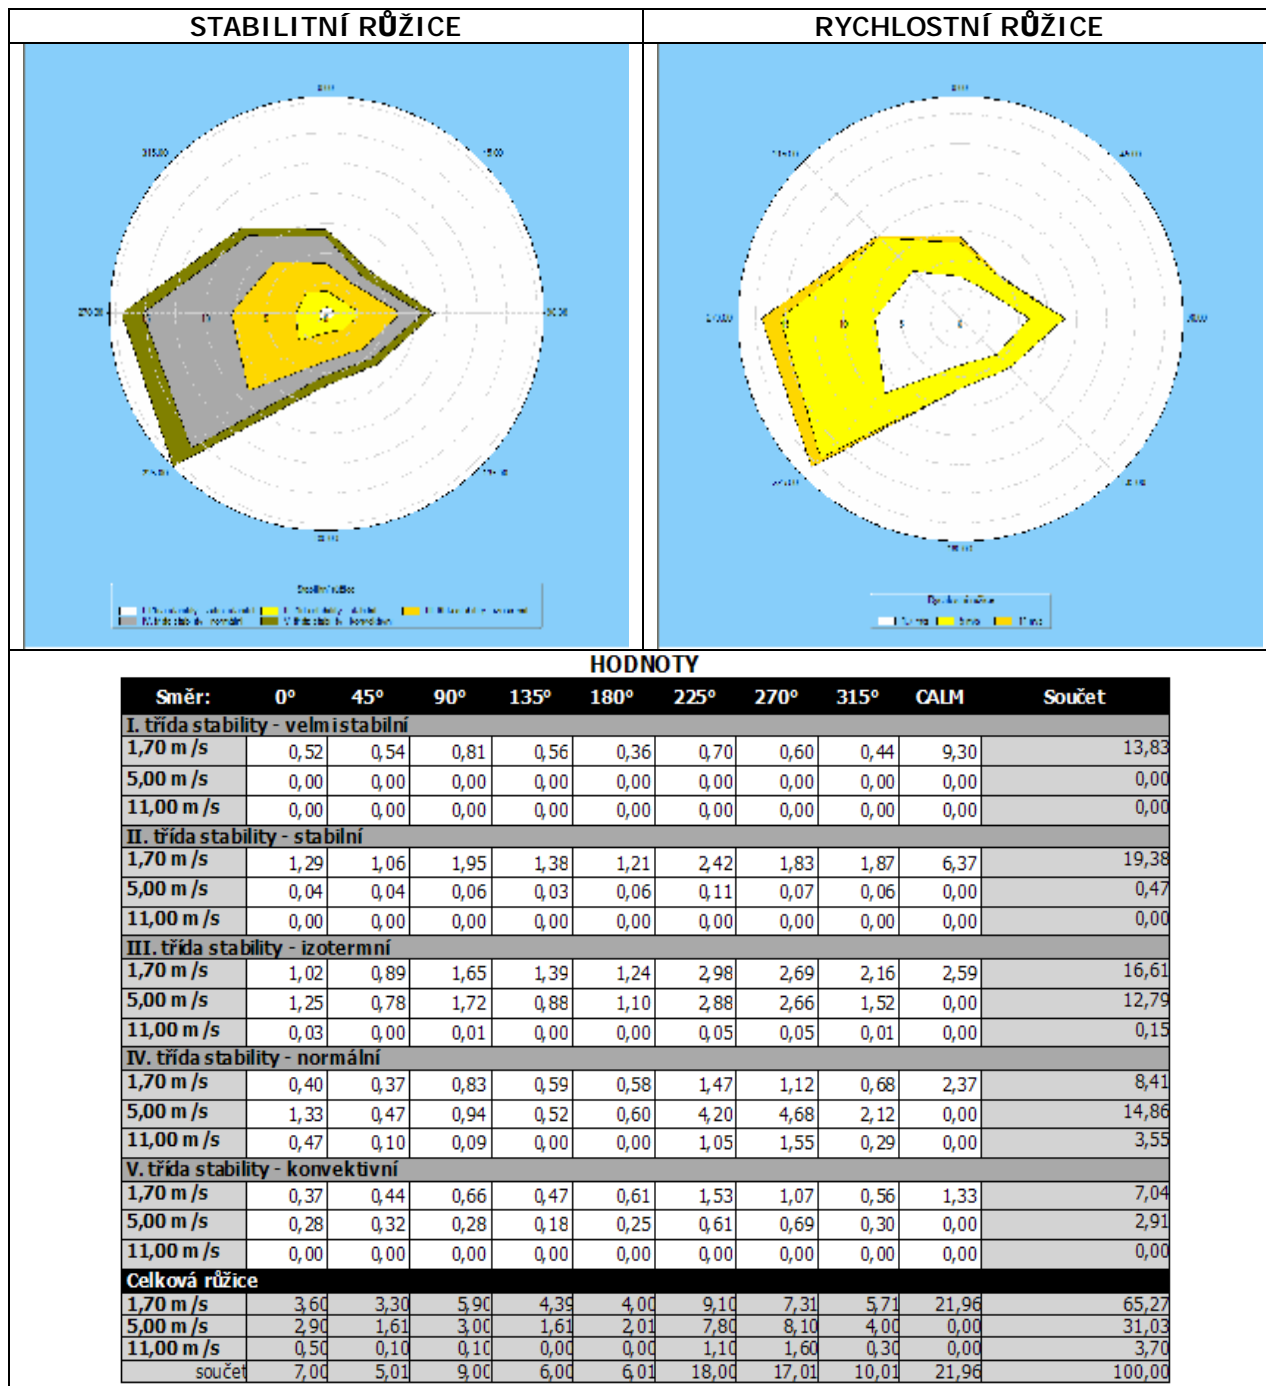 STABILITNÍ RŮŽICE
RYCHLOSTNÍ RŮŽICE
270,00
10
5
10
5
0
Stabilitní růžice
HODNOTY
Směr: 0° 45° 90° 135° 180° 225° 270° 315° CALM Součet
I. třída stability - velmi stabilní
1,70 m/s 0,52 0,54 0,81 0,56 0,36 0,70 0,60 0,44 9,30 13,83
5,00 m/s 0,00 0,00 0,00 0,00 0,00 0,00 0,00 0,00 0,00 0,00
11,00 m/s 0,00 0,00 0,00 0,00 0,00 0,00 0,00 0,00 0,00 0,00
II. třída stability - stabilní
1,70 m/s 1,29 1,06 1,95 1,38 1,21 2,42 1,83 1,87 6,37 19,38
5,00 m/s 0,04 0,04 0,06 0,03 0,06 0,11 0,07 0,06 0,00 0,47
11,00 m/s 0,00 0,00 0,00 0,00 0,00 0,00 0,00 0,00 0,00 0,00
III. třída stability - izotermní
1,70 m/s 1,02 0,89 1,65 1,39 1,24 2,98 2,69 2,16 2,59 16,61
5,00 m/s 1,25 0,78 1,72 0,88 1,10 2,88 2,66 1,52 0,00 12,79
11,00 m/s 0,03 0,00 0,01 0,00 0,00 0,05 0,05 0,01 0,00 0,15
IV. třída stability - normální
1,70 m/s 0,40 0,37 0,83 0,59 0,58 1,47 1,12 0,68 2,37 8,41
5,00 m/s 1,33 0,47 0,94 0,52 0,60 4,20 4,68 2,12 0,00 14,86
11,00 m/s 0,47 0,10 0,09 0,00 0,00 1,05 1,55 0,29 0,00 3,55
V. třída stability - konvektivní
1,70 m/s 0,37 0,44 0,66 0,47 0,61 1,53 1,07 0,56 1,33 7,04
5,00 m/s 0,28 0,32 0,28 0,18 0,25 0,61 0,69 0,30 0,00 2,91
11,00 m/s 0,00 0,00 0,00 0,00 0,00 0,00 0,00 0,00 0,00 0,00
Celková růžice
1,70 m/s 3,60 3,30 5,90 4,39 4,00 9,10 7,31 5,71 21,96 65,27
5,00 m/s 2,90 1,61 3,00 1,61 2,01 7,80 8,10 4,00 0,00 31,03
11,00 m/s 0,50 0,10 0,10 0,00 0,00 1,10 1,60 0,30 0,00 3,70
součet 7,00 5,01 9,00 6,00 6,01 18,00 17,01 10,01 21,96 100,00